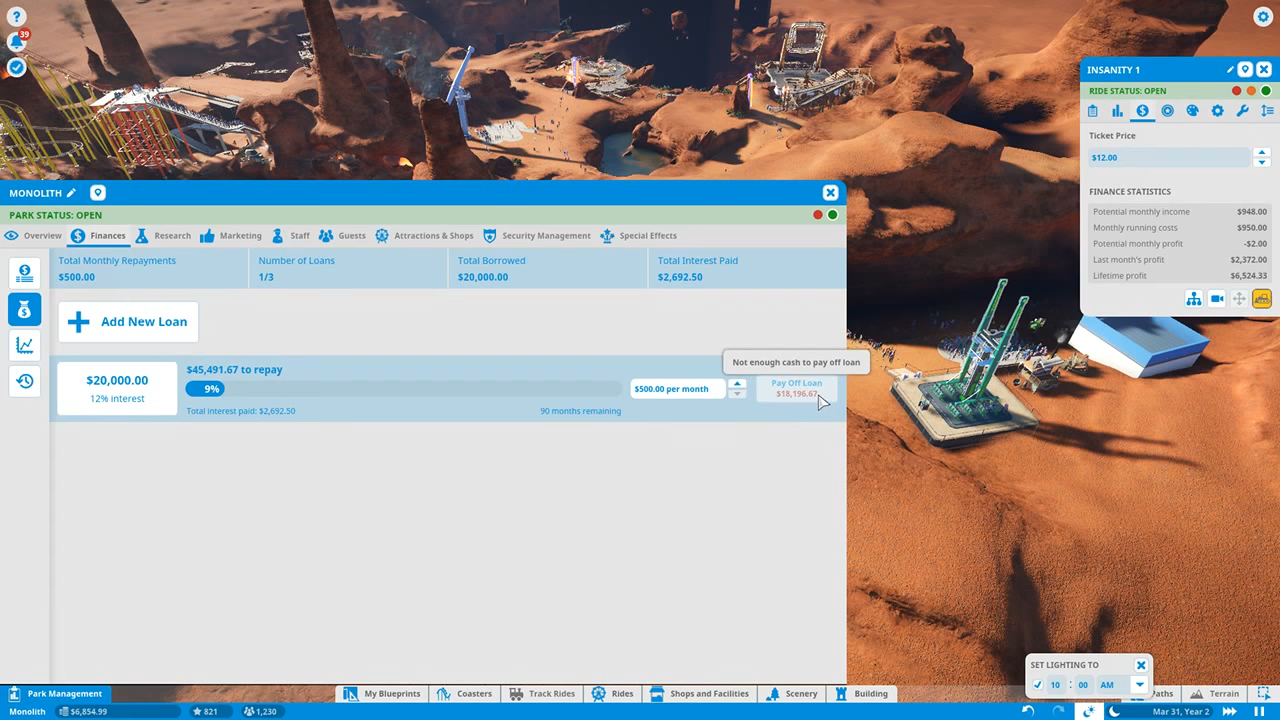 ?
39
MONOLITH
PARK STATUS: OPEN
Overview
Finances
Research
Marketing
Staff
Guests
Attractions & Shops
Security Management
Special Effects
Total Monthly Repayments
$500.00
Number of Loans
1/3
Total Borrowed
$20,000.00
Total Interest Paid
$2,692.50
Add New Loan
$20,000.00
12% interest
$45,491.67 to repay
9%
Total interest paid: $2,692.50
90 months remaining
$500.00 per month
Not enough cash to pay off loan
Pay Off Loan
$18,196.67
INSANITY 1
RIDE STATUS: OPEN
Ticket Price
$12.00
FINANCE STATISTICS
Potential monthly income $948.00
Monthly running costs $950.00
Potential monthly profit -$2.00
Last month's profit $2,372.00
Lifetime profit $6,524.33
SET LIGHTING TO
10 : 00 AM
Park Management
My Blueprints
Coasters
Track Rides
Rides
Shops and Facilities
Scenery
Building
Paths
Terrain
Monolith
$6,854.99
821
1,230
Mar 31, Year 2